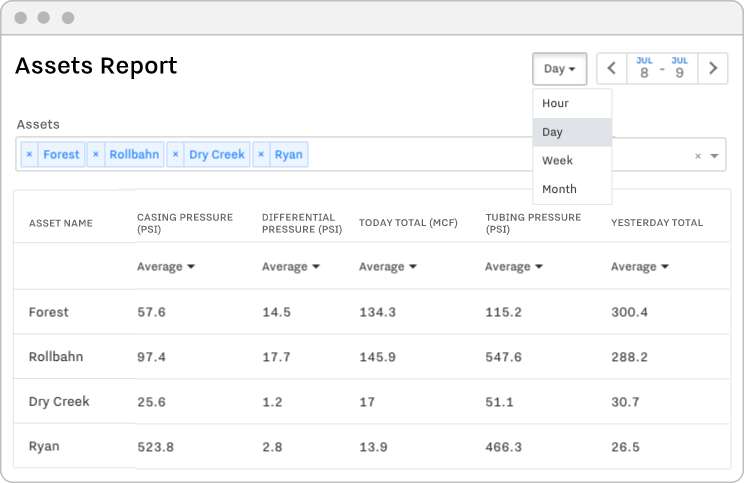 Assets Report
Day
JUL JUL
8 - 9
Hour
Day
Week
Month
Assets
× Forest × Rollbahn × Dry Creek × Ryan ×
ASSET NAME CASING PRESSURE (PSI) DIFFERENTIAL PRESSURE (PSI) TODAY TOTAL (MCF) TUBING PRESSURE (PSI) YESTERDAY TOTAL
Average Average Average Average Average
Forest 57.6 14.5 134.3 115.2 300.4
Rollbahn 97.4 17.7 145.9 547.6 288.2
Dry Creek 25.6 1.2 17 51.1 30.7
Ryan 523.8 2.8 13.9 466.3 26.5